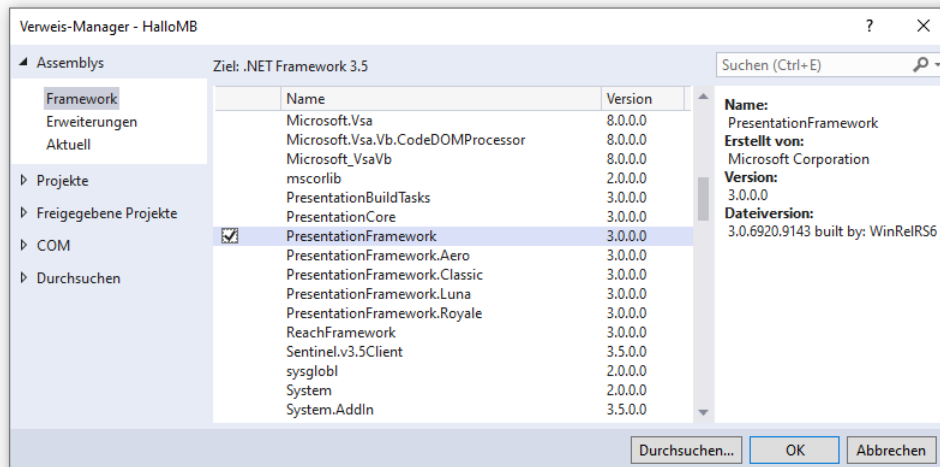 Verweis-Manager - HalloMB
Assemblys
Framework
Erweiterungen
Aktuell
Projekte
Freigegebene Projekte
COM
Durchsuchen
Ziel: .NET Framework 3.5
Name Version
Microsoft.Vsa 8.0.0.0
Microsoft.Vsa.Vb.CodeDOMProcessor 8.0.0.0
Microsoft_VsaVb 8.0.0.0
mscorlib 2.0.0.0
PresentationBuildTasks 3.0.0.0
PresentationCore 3.0.0.0
PresentationFramework 3.0.0.0
PresentationFramework.Aero 3.0.0.0
PresentationFramework.Classic 3.0.0.0
PresentationFramework.Luna 3.0.0.0
PresentationFramework.Royale 3.0.0.0
ReachFramework 3.0.0.0
Sentinel.v3.5Client 3.5.0.0
sysglobl 2.0.0.0
System 2.0.0.0
System.AddIn 3.5.0.0
Suchen (Ctrl+E)
Name:
PresentationFramework
Erstellt von:
Microsoft Corporation
Version:
3.0.0.0
Dateiversion:
3.0.6920.9143 built by: WinRelRS6
Durchsuchen... OK Abbrechen